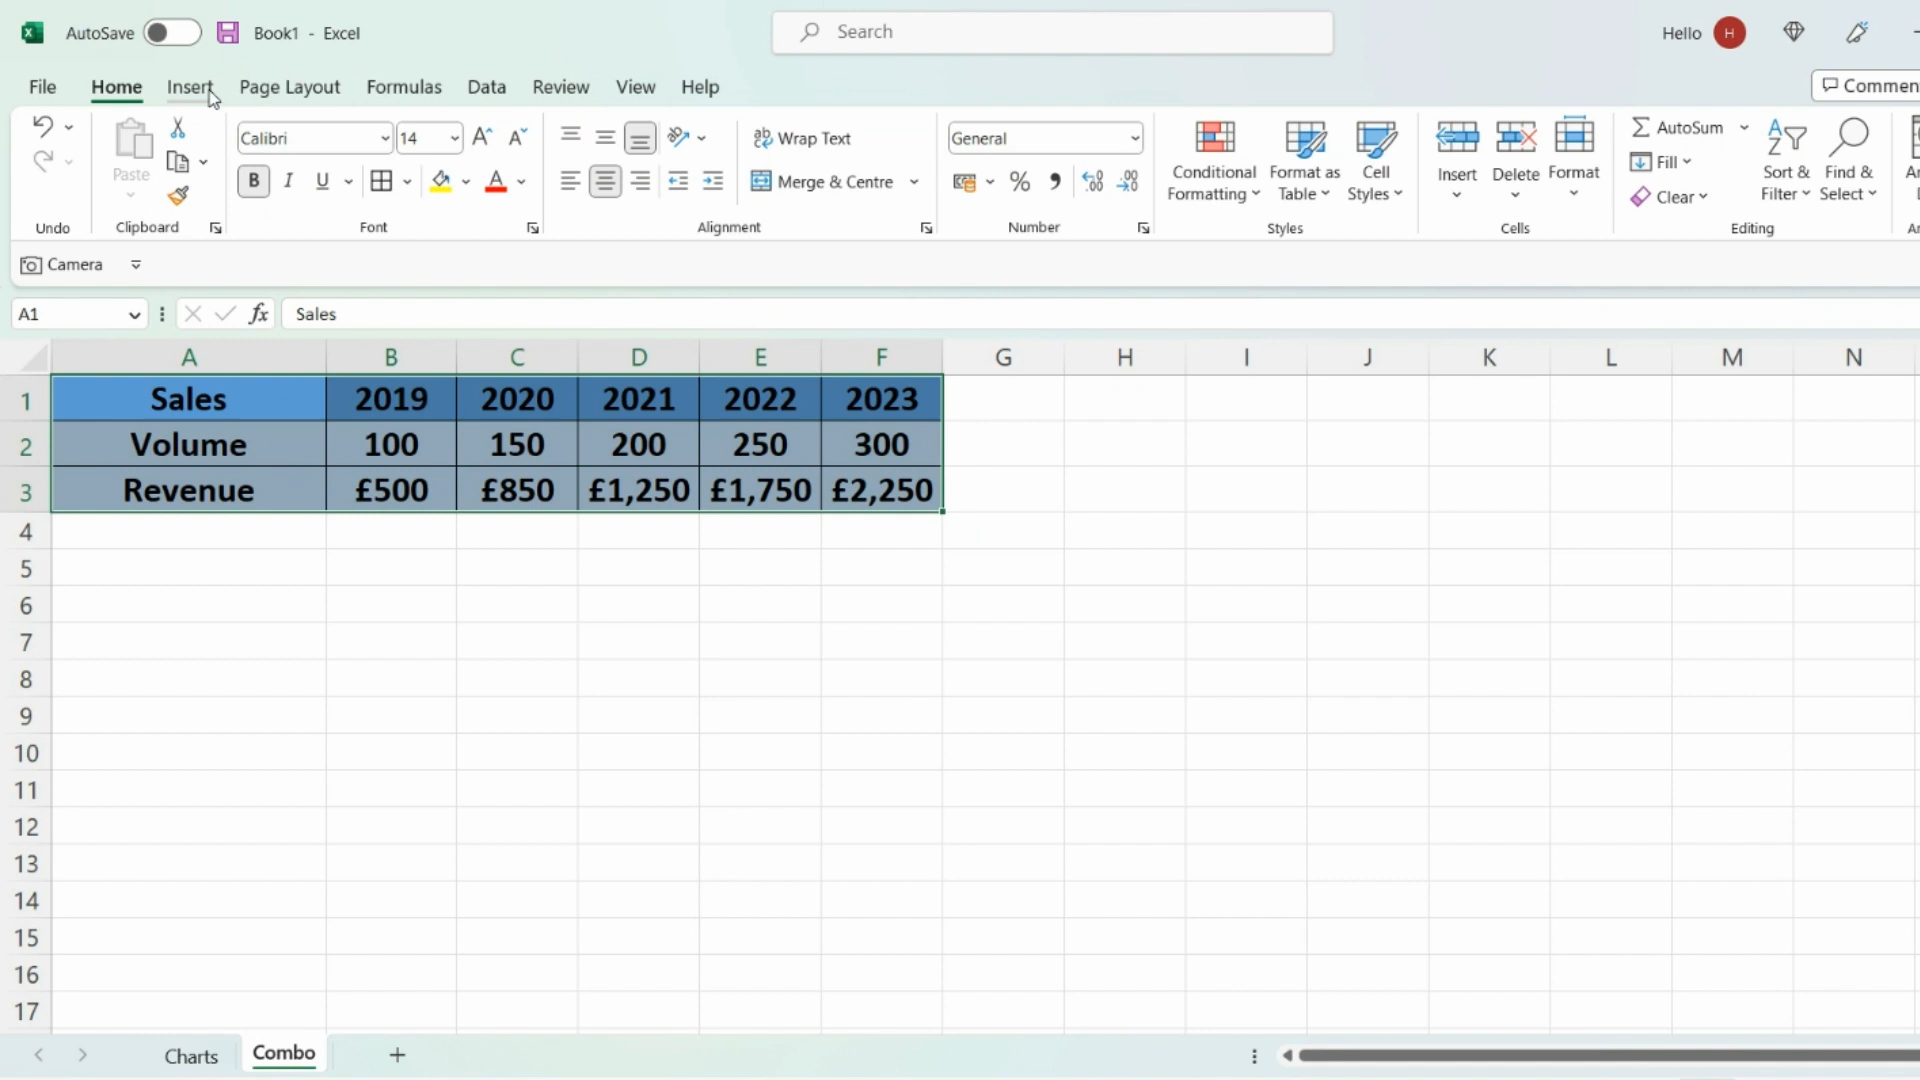 AutoSave Book1 - Excel Search Hello H
File Home Insert Page Layout Formulas Data Review View Help
Paste Calibri 14 Wrap Text General Conditional Formatting Format as Table Cell Styles Insert Delete Format AutoSum Sort & Filter Find & Select
B I U Merge & Centre % Fill
Clear
Undo Clipboard Font Alignment Number Styles Cells Editing
Camera
A1 fx Sales
A B C D E F G H I J K L M N
1 Sales 2019 2020 2021 2022 2023
2 Volume 100 150 200 250 300
3 Revenue £500 £850 £1,250 £1,750 £2,250
4
5
6
7
8
9
10
11
12
13
14
15
16
17
Charts Combo